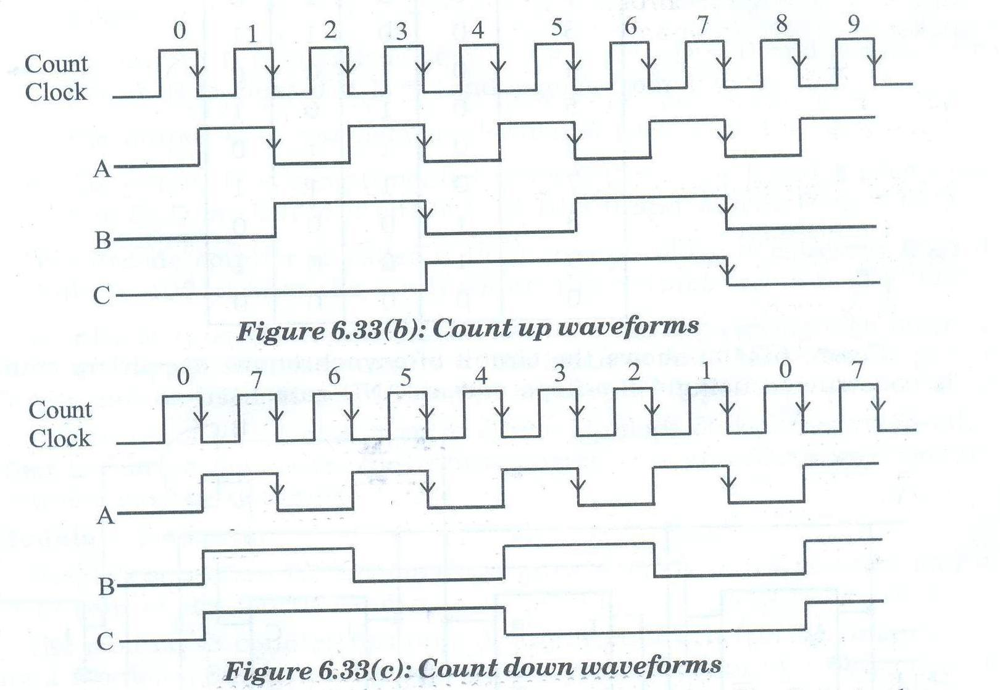 0 1 2 3 4 5 6 7 8 9
Count
Clock
A
B
C
Figure 6.33(b): Count up waveforms
0 7 6 5 4 3 2 1 0 7
Count
Clock
A
B
C
Figure 6.33(c): Count down waveforms